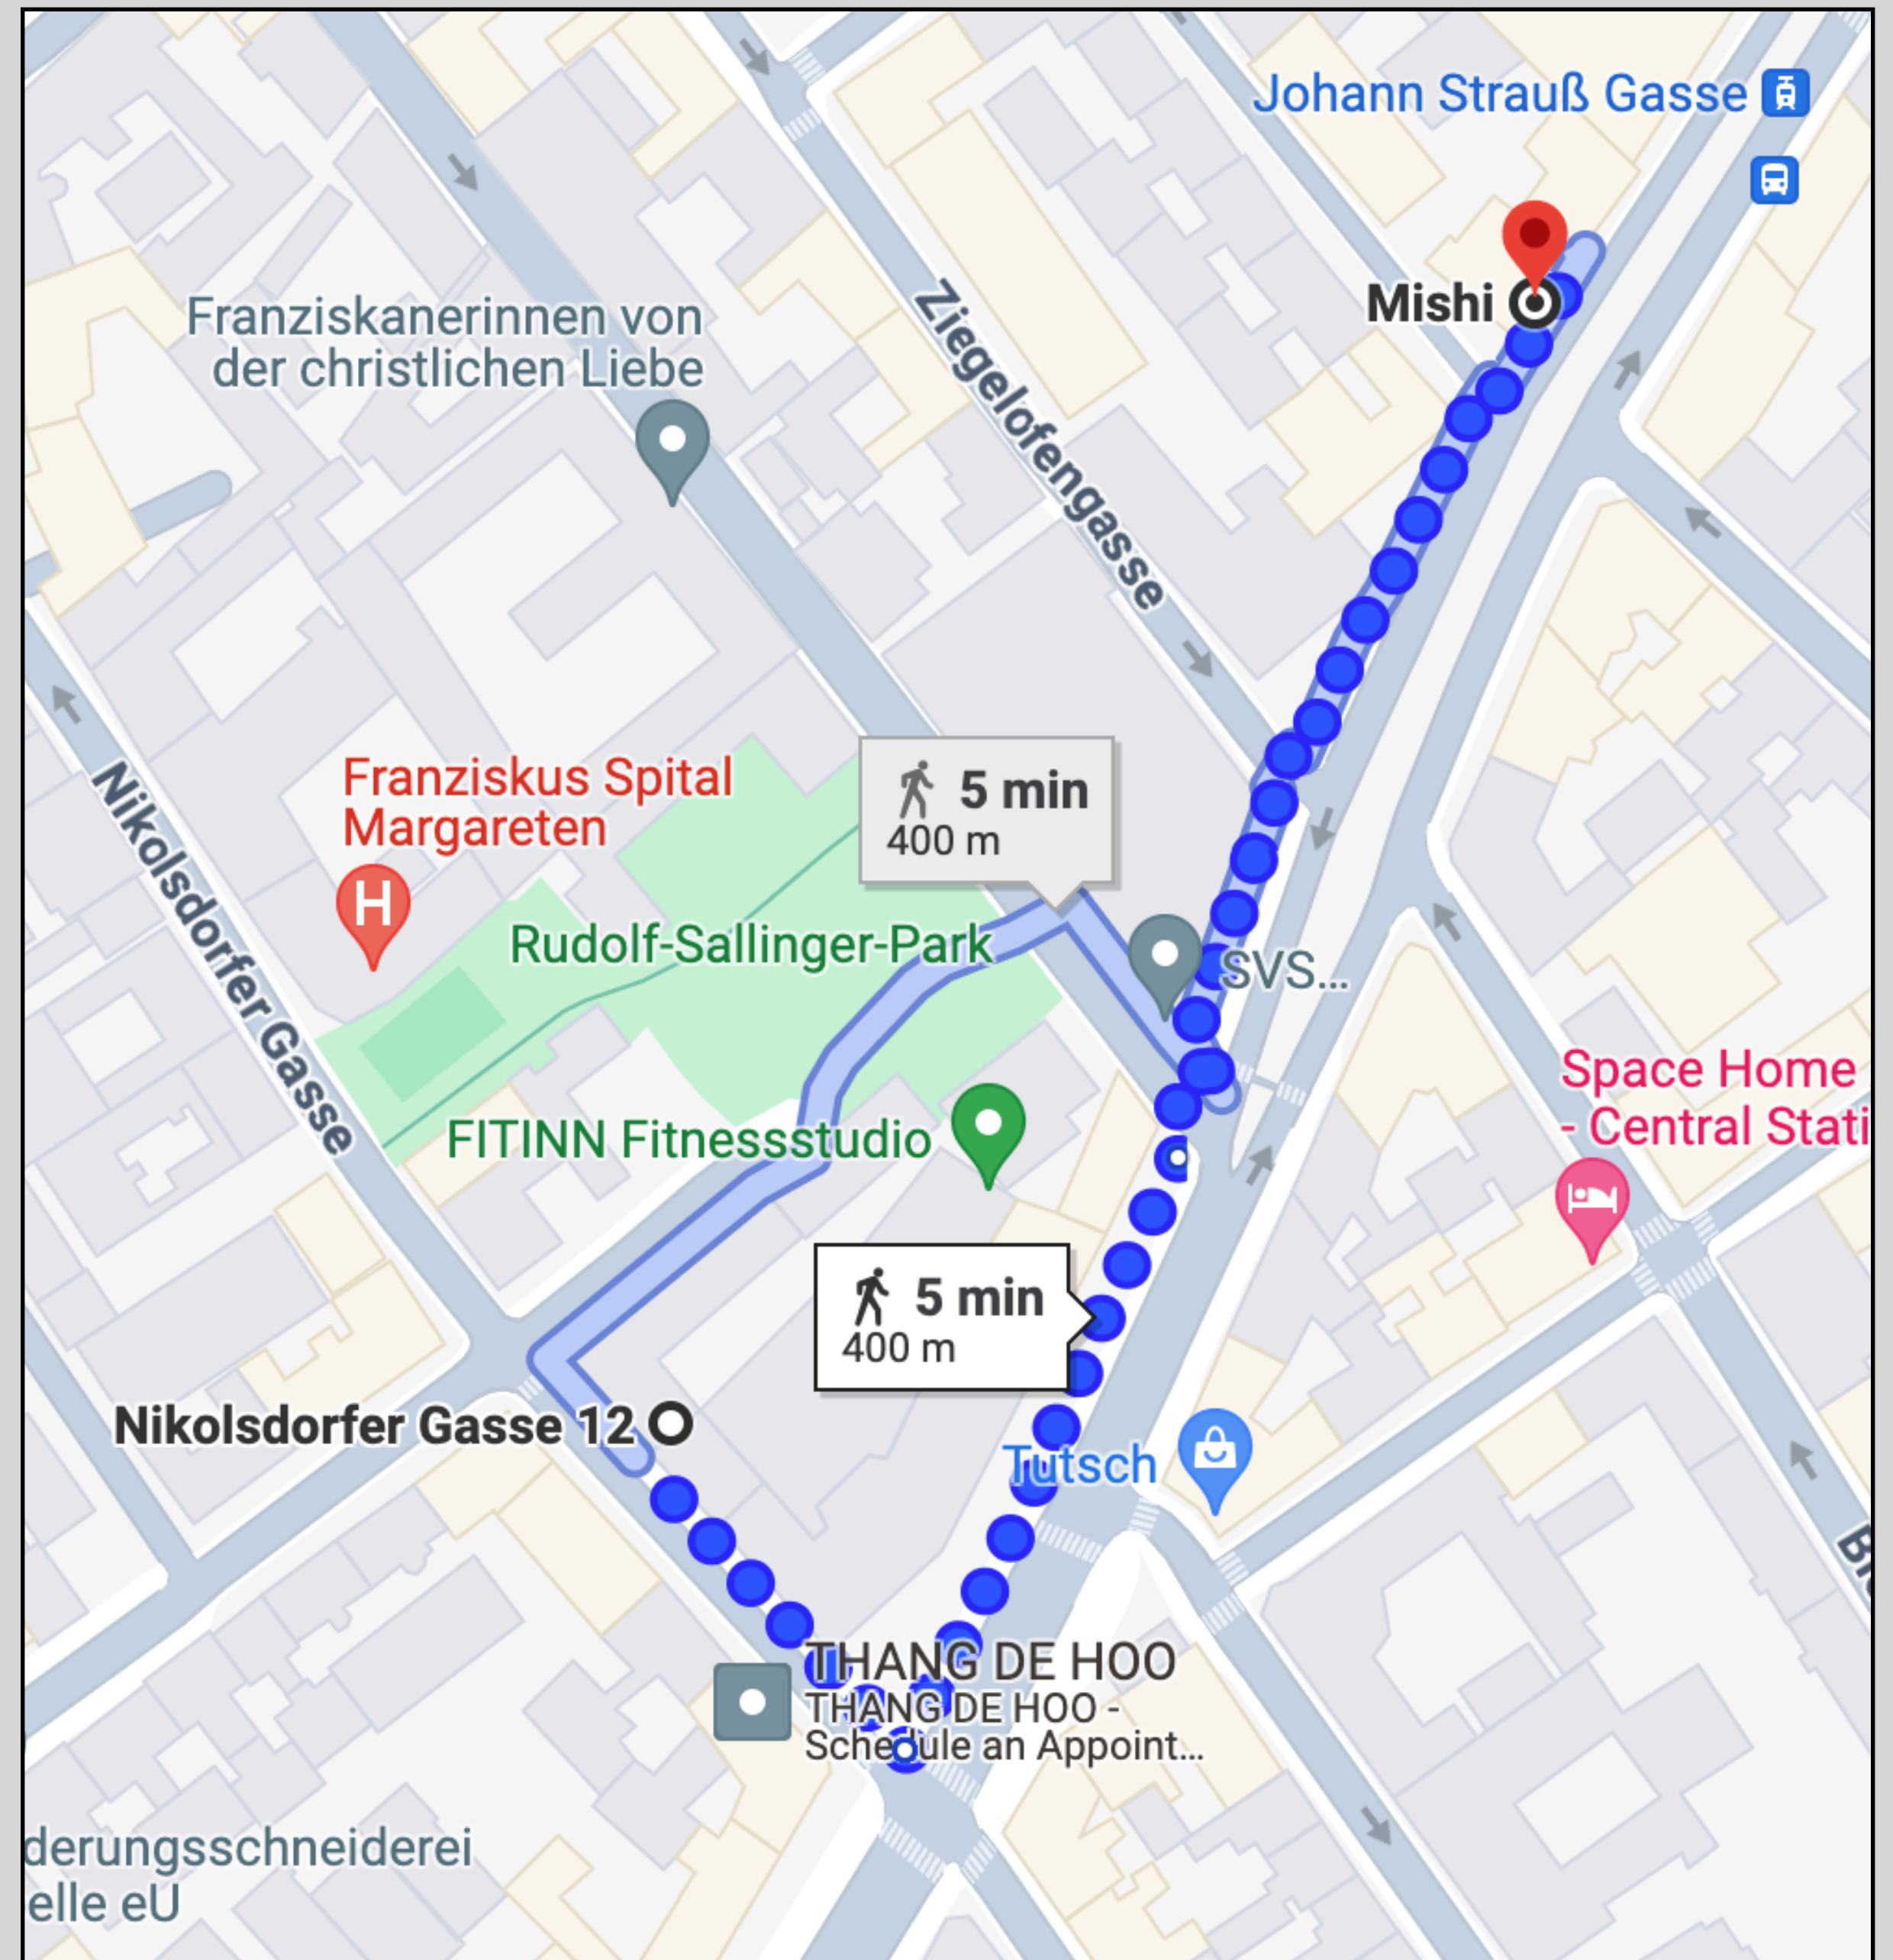 Johann Strauß Gasse
Mishi
Franziskanerinnen von
der christlichen Liebe
Ziegelofengasse
Franziskus Spital
Margareten
H
5 min
400 m
Nikolsdorfer Gasse
Rudolf-Sallinger-Park
SVS...
Space Home
- Central Stati
FITINN Fitnessstudio
5 min
400 m
Nikolsdorfer Gasse 12
Tutsch
THANG DE HOO
THANG DE HOO -
Schedule an Appoint...
derungsschneiderei
elle eU